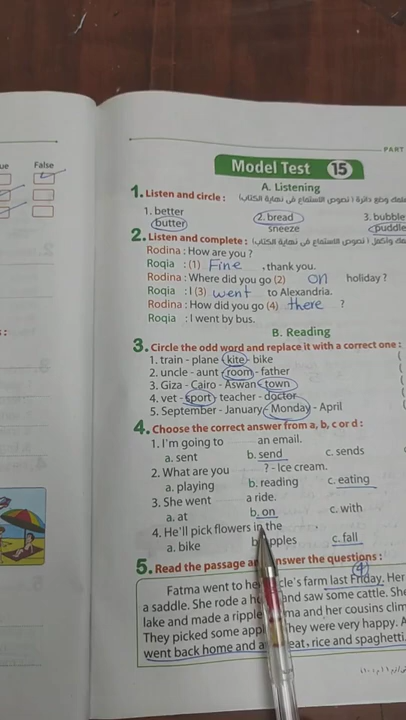 ue False
PART
Model Test 15
A. Listening
1. Listen and circle :
1. better 2. bread 3. bubble
butter sneeze puddle
2. Listen and complete :
Rodina : How are you ?
Roqia : (1) Fine , thank you.
Rodina : Where did you go (2) on holiday ?
Roqia : I (3) went to Alexandria.
Rodina : How did you go (4) there ?
Roqia : I went by bus.
B. Reading
3. Circle the odd word and replace it with a correct one :
1. train - plane - kite - bike (
2. uncle - aunt - room - father (
3. Giza - Cairo - Aswan - town (
4. vet - sport - teacher - doctor (
5. September - January - Monday - April (
4. Choose the correct answer from a, b, c or d :
1. I'm going to an email.
a. sent b. send c. sends
2. What are you ? - Ice cream.
a. playing b. reading c. eating
3. She went a ride.
a. at b. on c. with
4. He'll pick flowers in the .
a. bike apples c. fall
5. Read the passage and answer the questions :
4
Fatma went to her uncle's farm last Friday. Her
a saddle. She rode a and saw some cattle. She
lake and made a ripple. and her cousins clim
They picked some They were very happy. A
went back home and meat, rice and spaghetti.